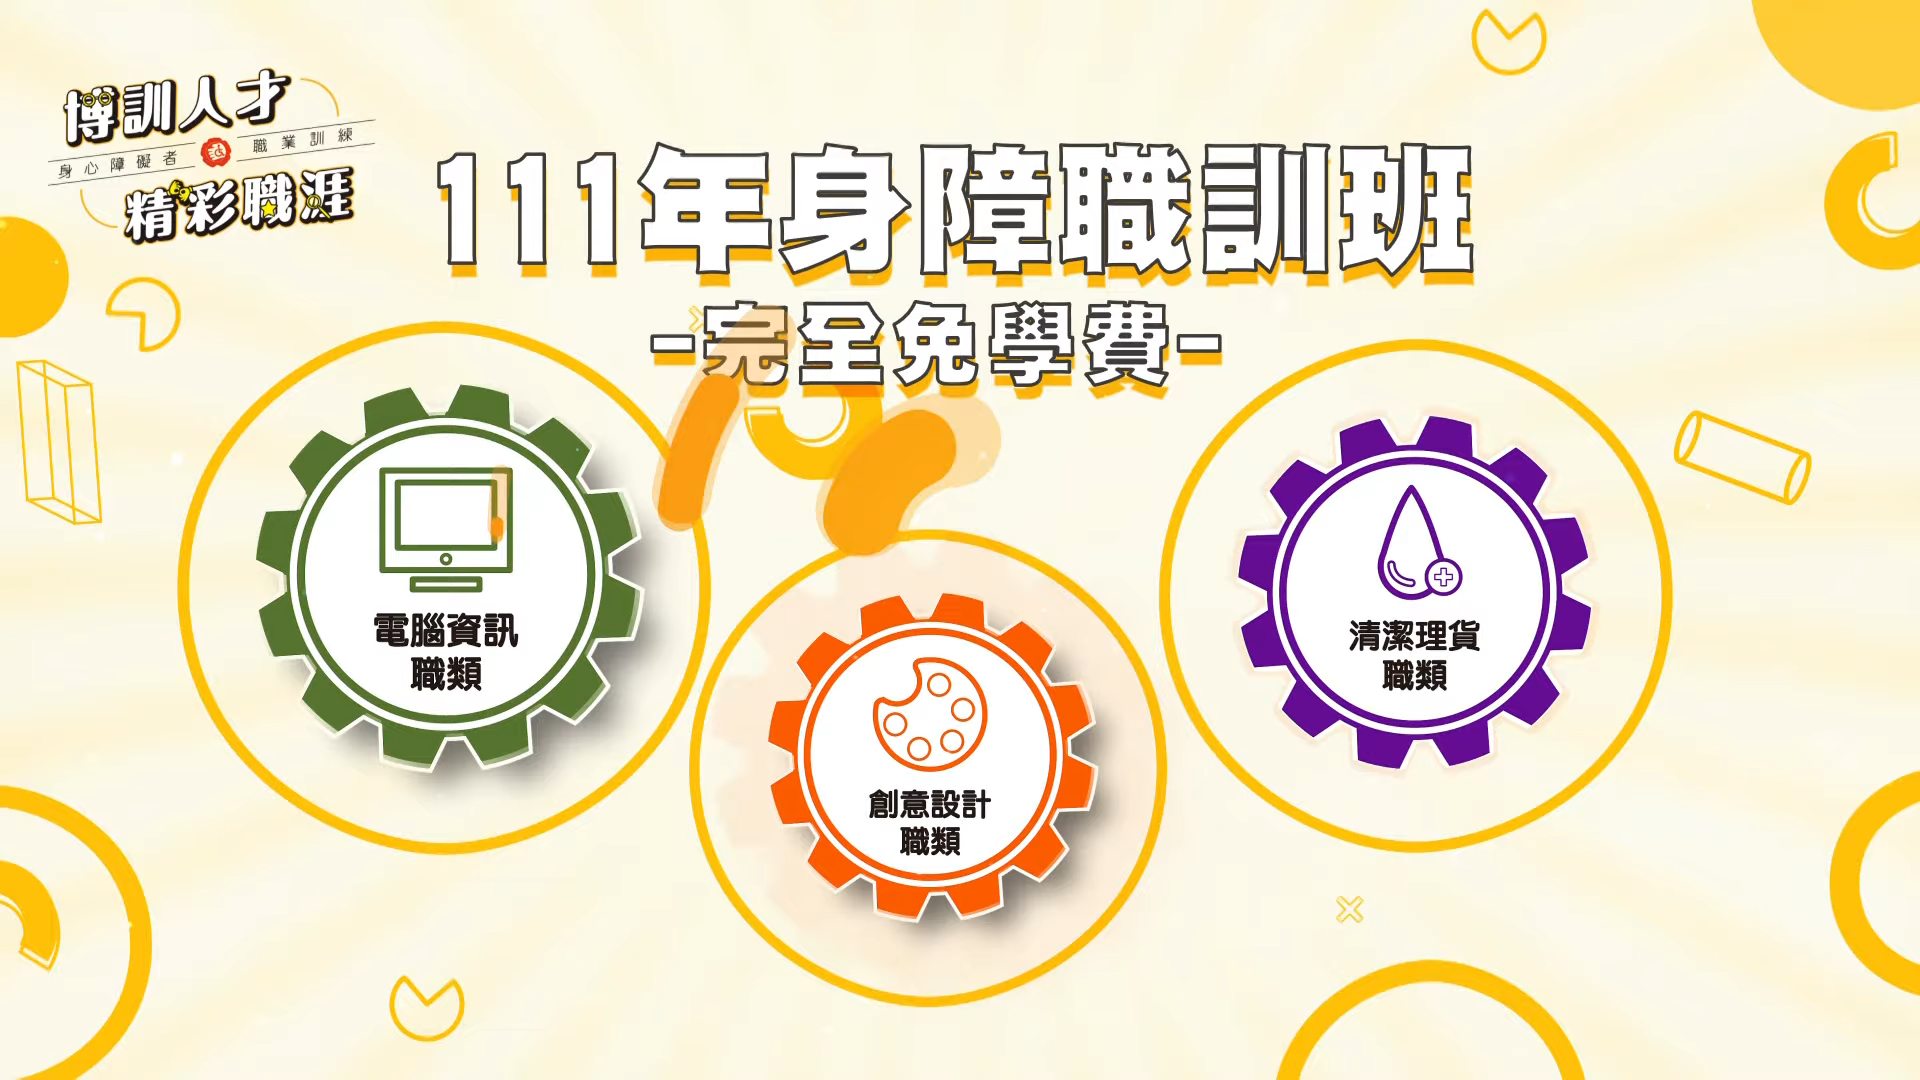 博訓人才
身心障礙者 職業訓練
精彩職涯
111年身障職訓班
-完全免學費-
電腦資訊
職類
創意設計
職類
清潔理貨
職類